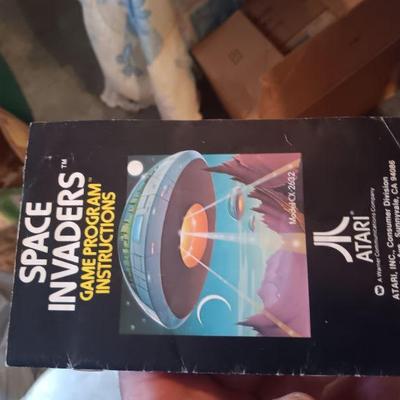 SPACE
INVADERS™
GAME PROGRAM™
INSTRUCTIONS
Model CX-2632
ATARI
A Warner Communications Company
ATARI, INC., Consumer Division
Ave., Sunnyvale, CA 94086